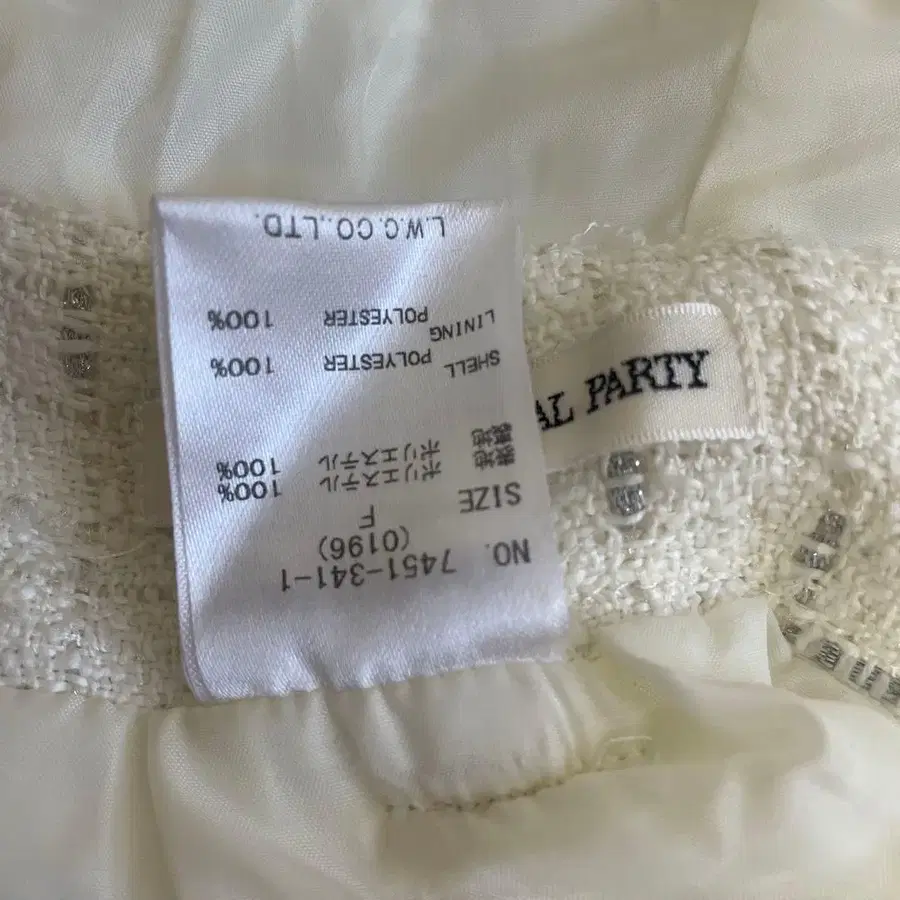 NO. 7451-341-1
(0196)
SIZE F
表地 ポリエステル 100%
裏地 ポリエステル 100%
SHELL POLYESTER 100%
LINING POLYESTER 100%
L.W.C.CO.,LTD.
AL PARTY